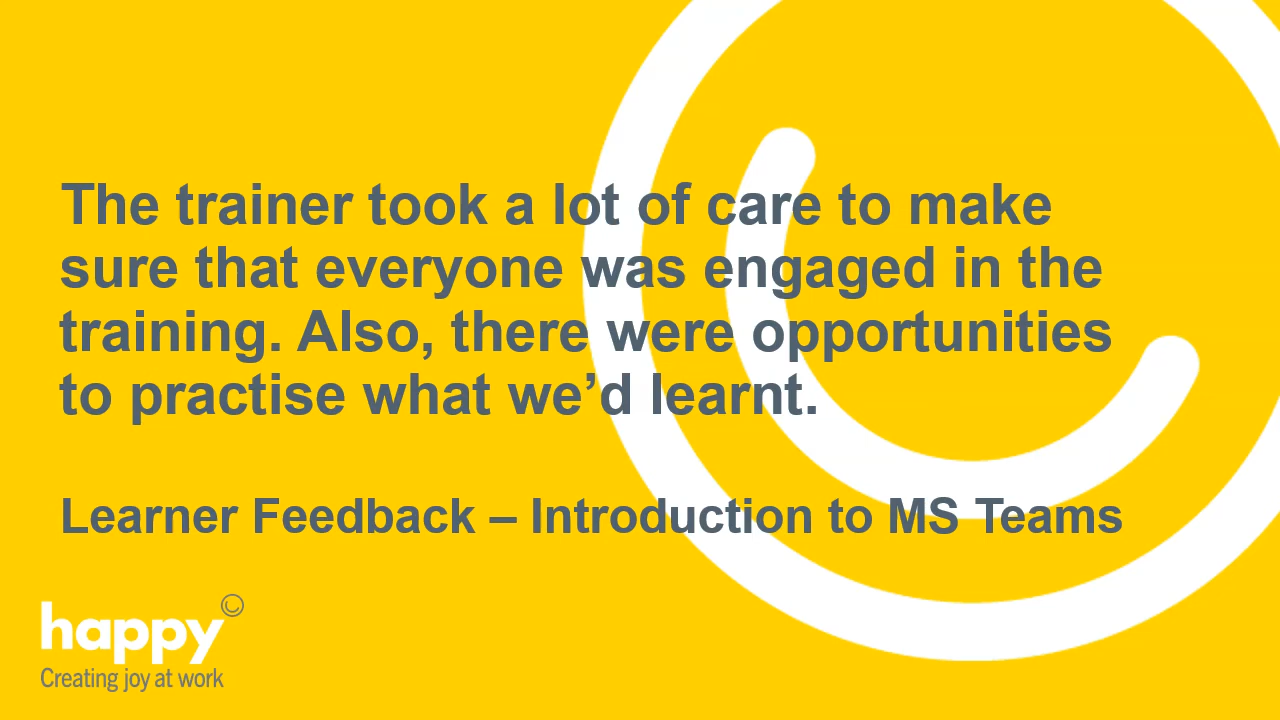 The trainer took a lot of care to make
sure that everyone was engaged in the
training. Also, there were opportunities
to practise what we’d learnt.
Learner Feedback – Introduction to MS Teams
happy
Creating joy at work